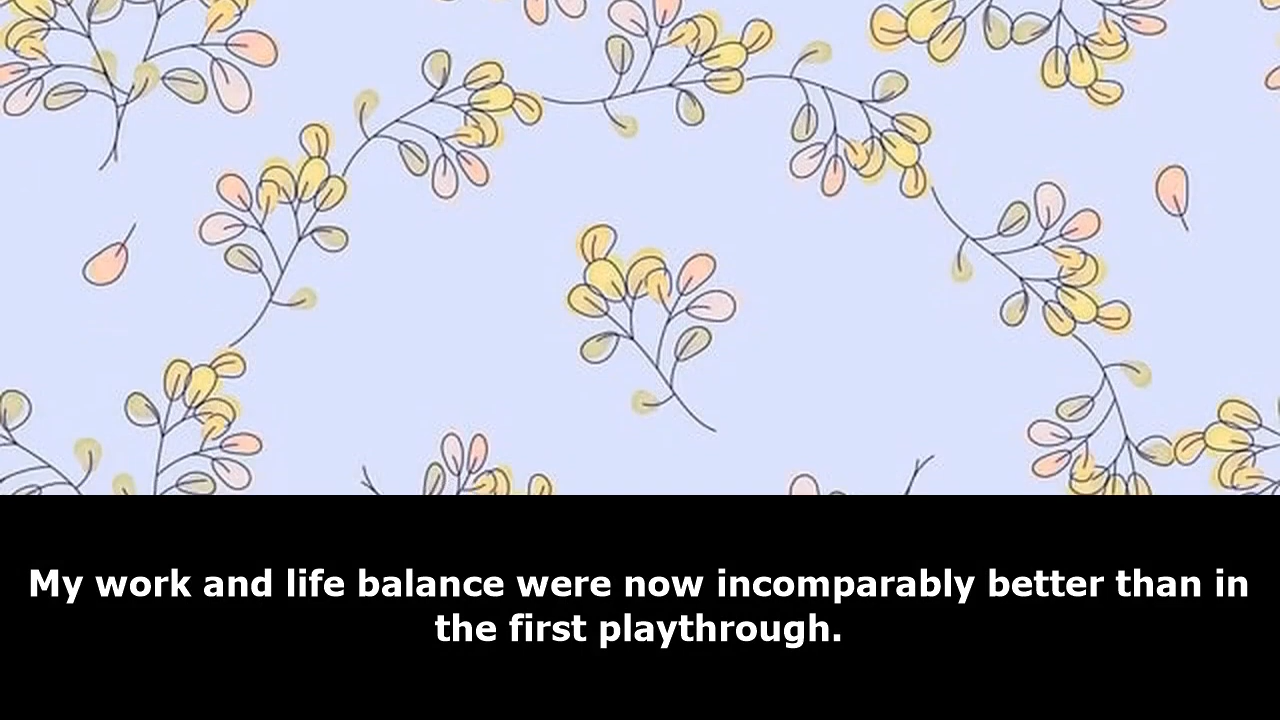 My work and life balance were now incomparably better than in
the first playthrough.